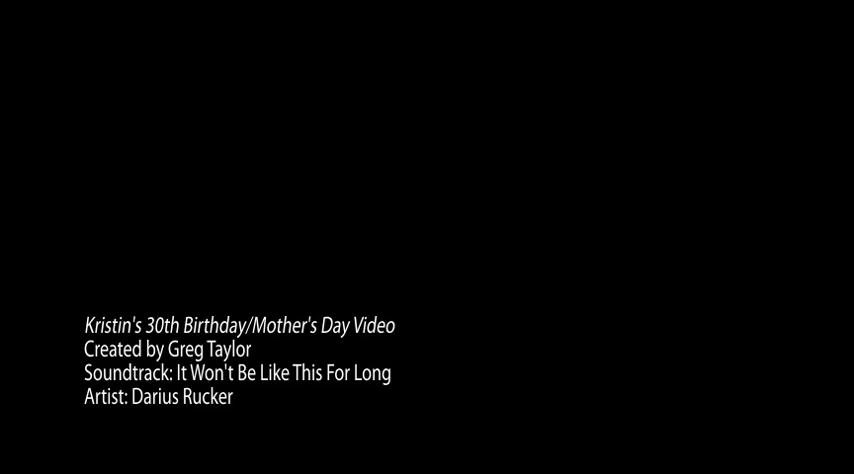 Kristin's 30th Birthday/Mother's Day Video
Created by Greg Taylor
Soundtrack: It Won't Be Like This For Long
Artist: Darius Rucker